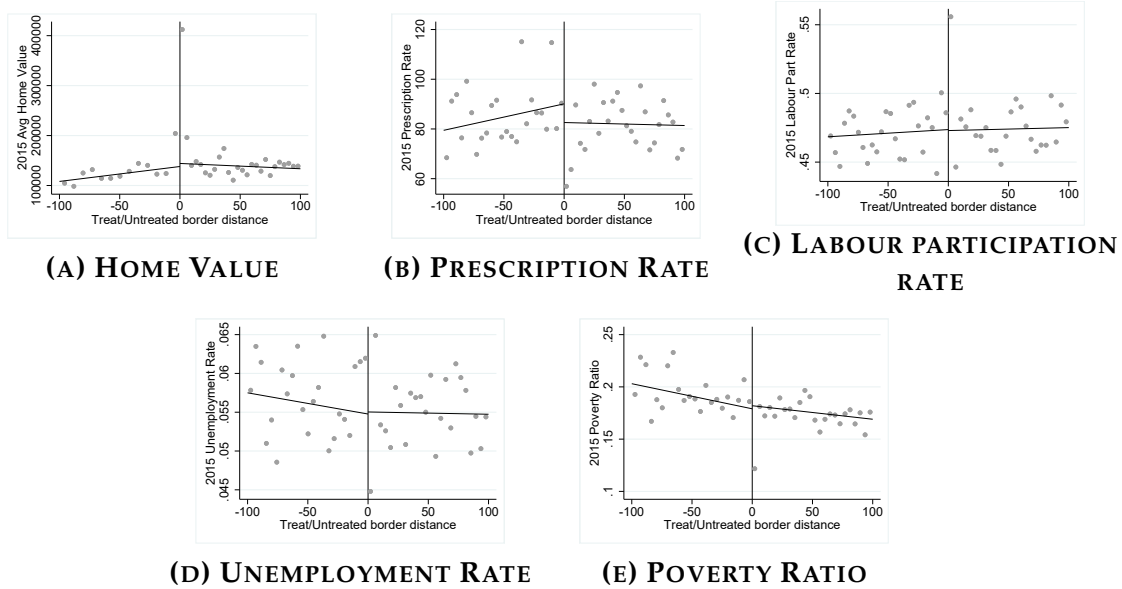 2015 Avg Home Value
100000 200000 300000 400000
-100 -50 0 50 100
Treat/Untreated border distance
(A) HOME VALUE
2015 Prescription Rate
60 80 100 120
-100 -50 0 50 100
Treat/Untreated border distance
(B) PRESCRIPTION RATE
2015 Labour Part Rate
.45 .5 .55
-100 -50 0 50 100
Treat/Untreated border distance
(C) LABOUR PARTICIPATION
RATE
2015 Unemployment Rate
.045 .05 .055 .06 .065
-100 -50 0 50 100
Treat/Untreated border distance
(D) UNEMPLOYMENT RATE
2015 Poverty Ratio
.1 .15 .2 .25
-100 -50 0 50 100
Treat/Untreated border distance
(E) POVERTY RATIO